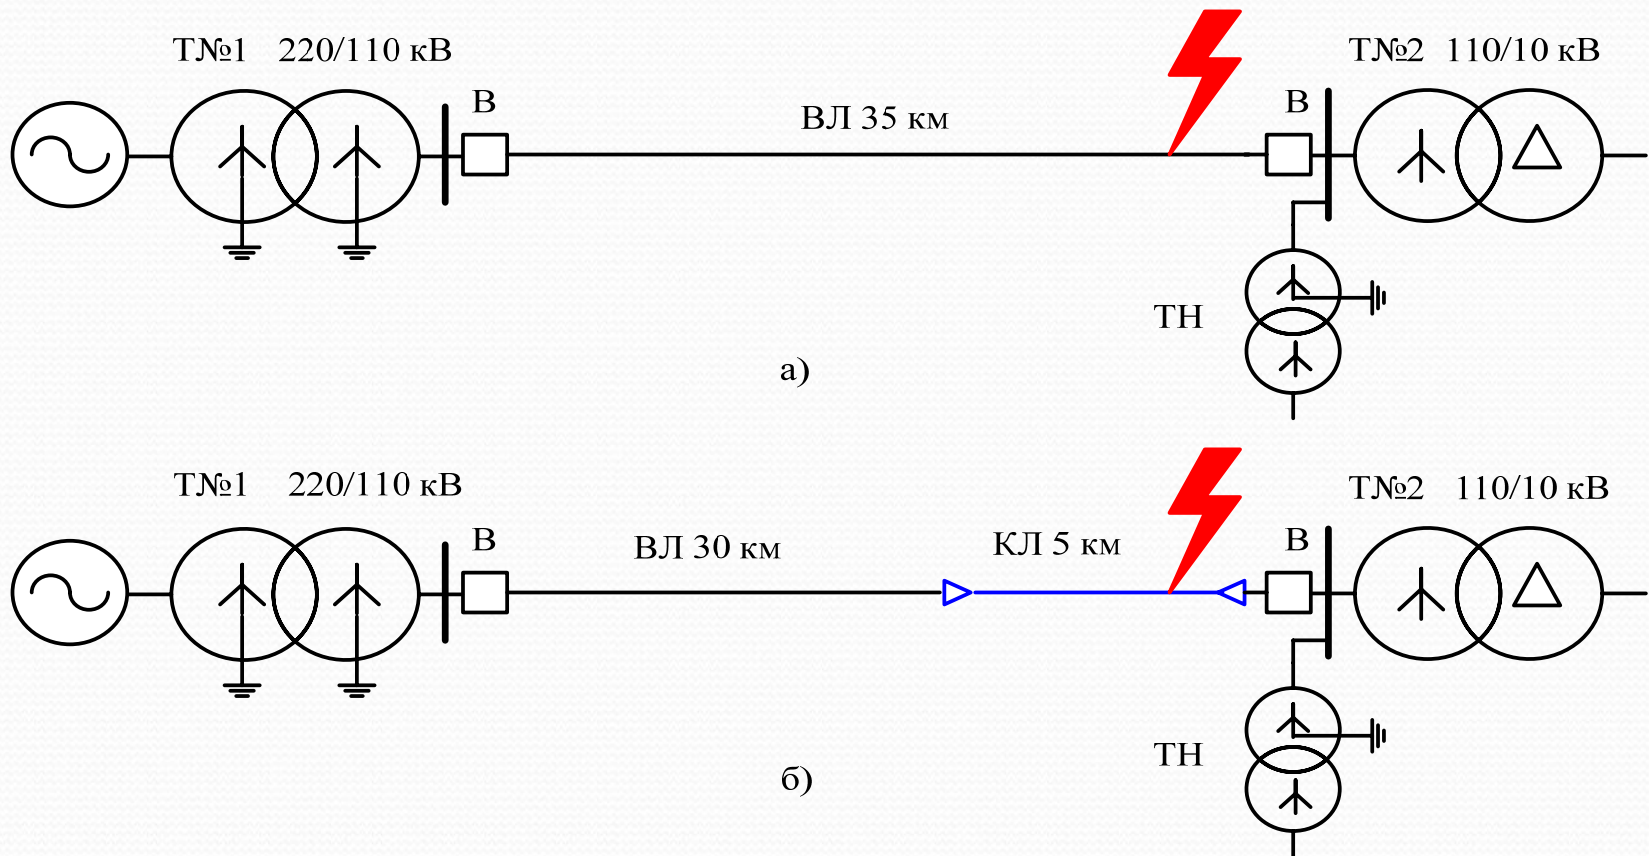 Т№1 220/110 кВ
Т№2 110/10 кВ
В
ВЛ 35 км
В
ТН
а)
Т№1 220/110 кВ
Т№2 110/10 кВ
В
ВЛ 30 км
КЛ 5 км
В
ТН
б)